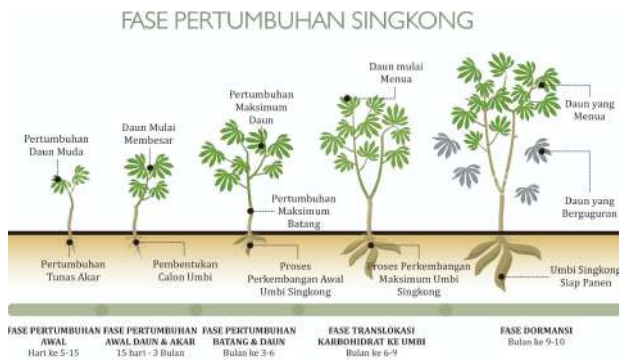 FASE PERTUMBUHAN SINGKONG
Pertumbuhan
Daun Muda
Daun Mulai
Membesar
Pertumbuhan
Maksimum
Daun
Daun mulai
Menua
Daun yang
Menua
Pertumbuhan
Maksimum
Batang
Daun yang
Berguguran
Pertumbuhan
Tunas Akar
Pembentukan
Calon Umbi
Proses
Perkembangan Awal
Umbi Singkong
Proses Perkembangan
Maksimum Umbi
Singkong
Umbi Singkong
Siap Panen
FASE PERTUMBUHAN
AWAL
Hari ke 5-15
FASE PERTUMBUHAN
AWAL DAUN & AKAR
15 hari - 3 Bulan
FASE PERTUMBUHAN
BATANG & DAUN
Bulan ke 3-6
FASE TRANSLOKASI
KARBOHIDRAT KE UMBI
Bulan ke 6-9
FASE DORMANSI
Bulan ke 9-10